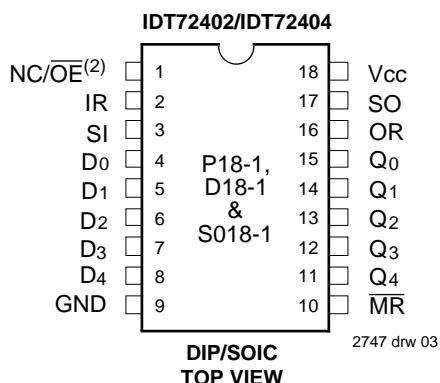 IDT72402/IDT72404
NC/OE(2) 1 18 Vcc
IR 2 17 SO
SI 3 16 OR
D0 4 15 Q0
D1 5 14 Q1
D2 6 13 Q2
D3 7 12 Q3
D4 8 11 Q4
GND 9 10 MR
P18-1,
D18-1
&
S018-1
2747 drw 03
DIP/SOIC
TOP VIEW